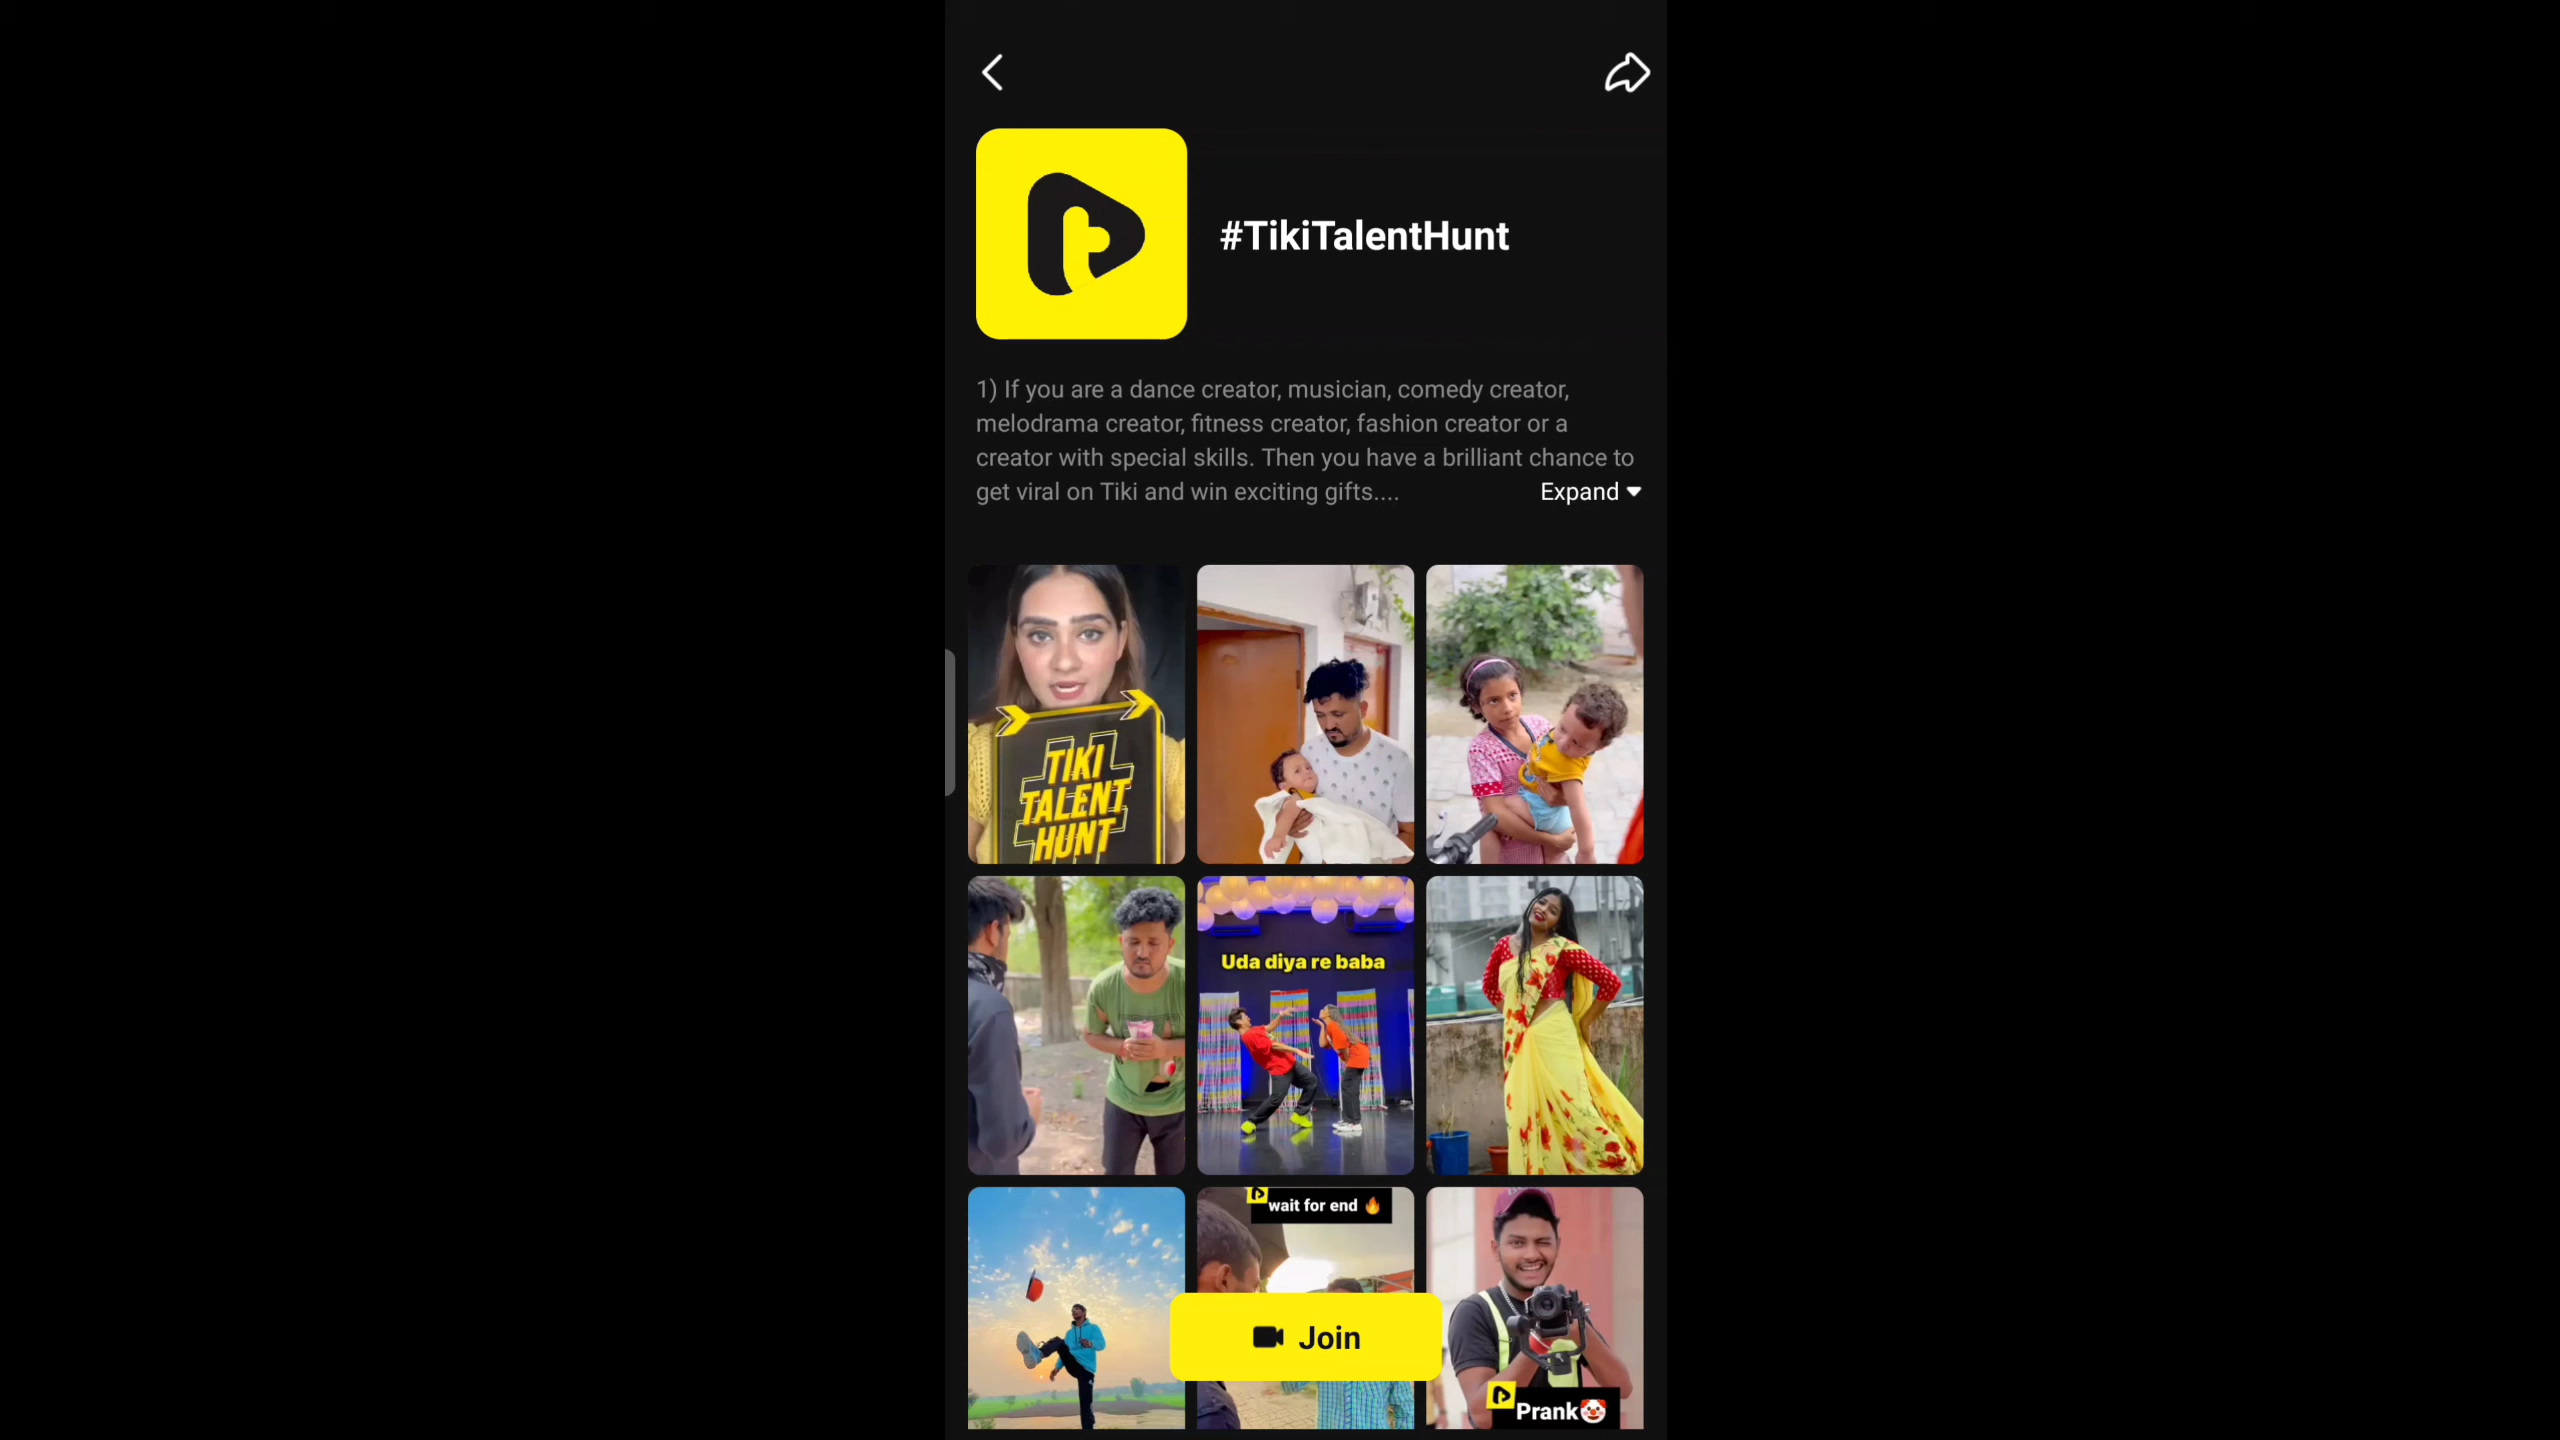 #TikiTalentHunt
1) If you are a dance creator, musician, comedy creator,
melodrama creator, fitness creator, fashion creator or a
creator with special skills. Then you have a brilliant chance to
get viral on Tiki and win exciting gifts.... Expand
TIKI
TALENT
HUNT
Uda diya re baba
wait for end 🔥
Join
Prank🤡